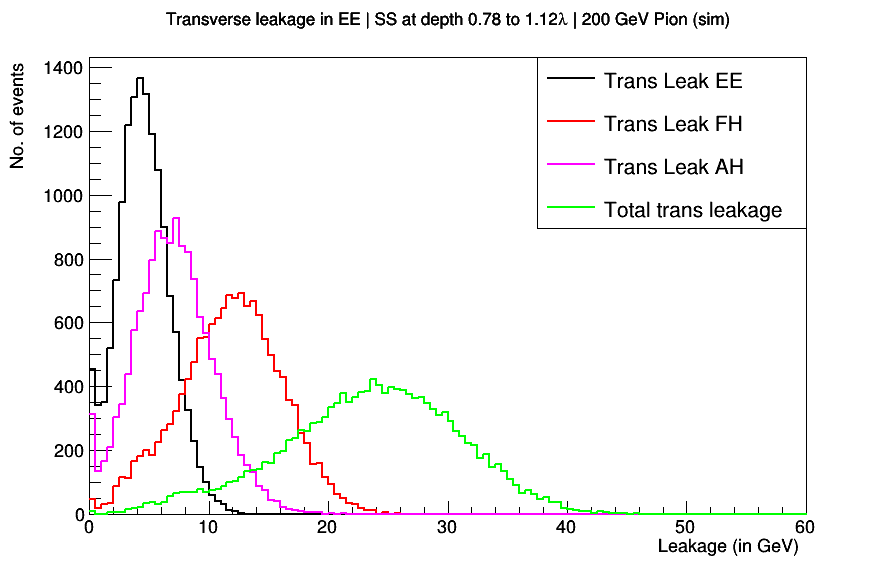 Transverse leakage in EE | SS at depth 0.78 to 1.12λ | 200 GeV Pion (sim)
No. of events
1400
1200
1000
800
600
400
200
0
Trans Leak EE
Trans Leak FH
Trans Leak AH
Total trans leakage
0 10 20 30 40 50 60
Leakage (in GeV)